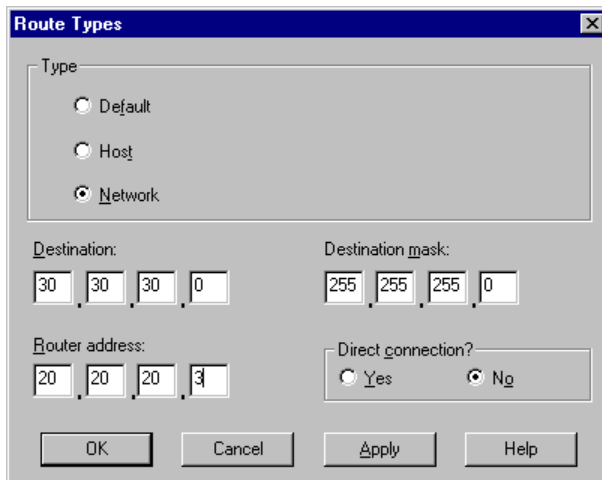 Route Types
Type
Default
Host
Network
Destination: Destination mask:
30 . 30 . 30 . 0 255 . 255 . 255 . 0
Router address: Direct connection?
20 . 20 . 20 . 3 Yes No
OK Cancel Apply Help